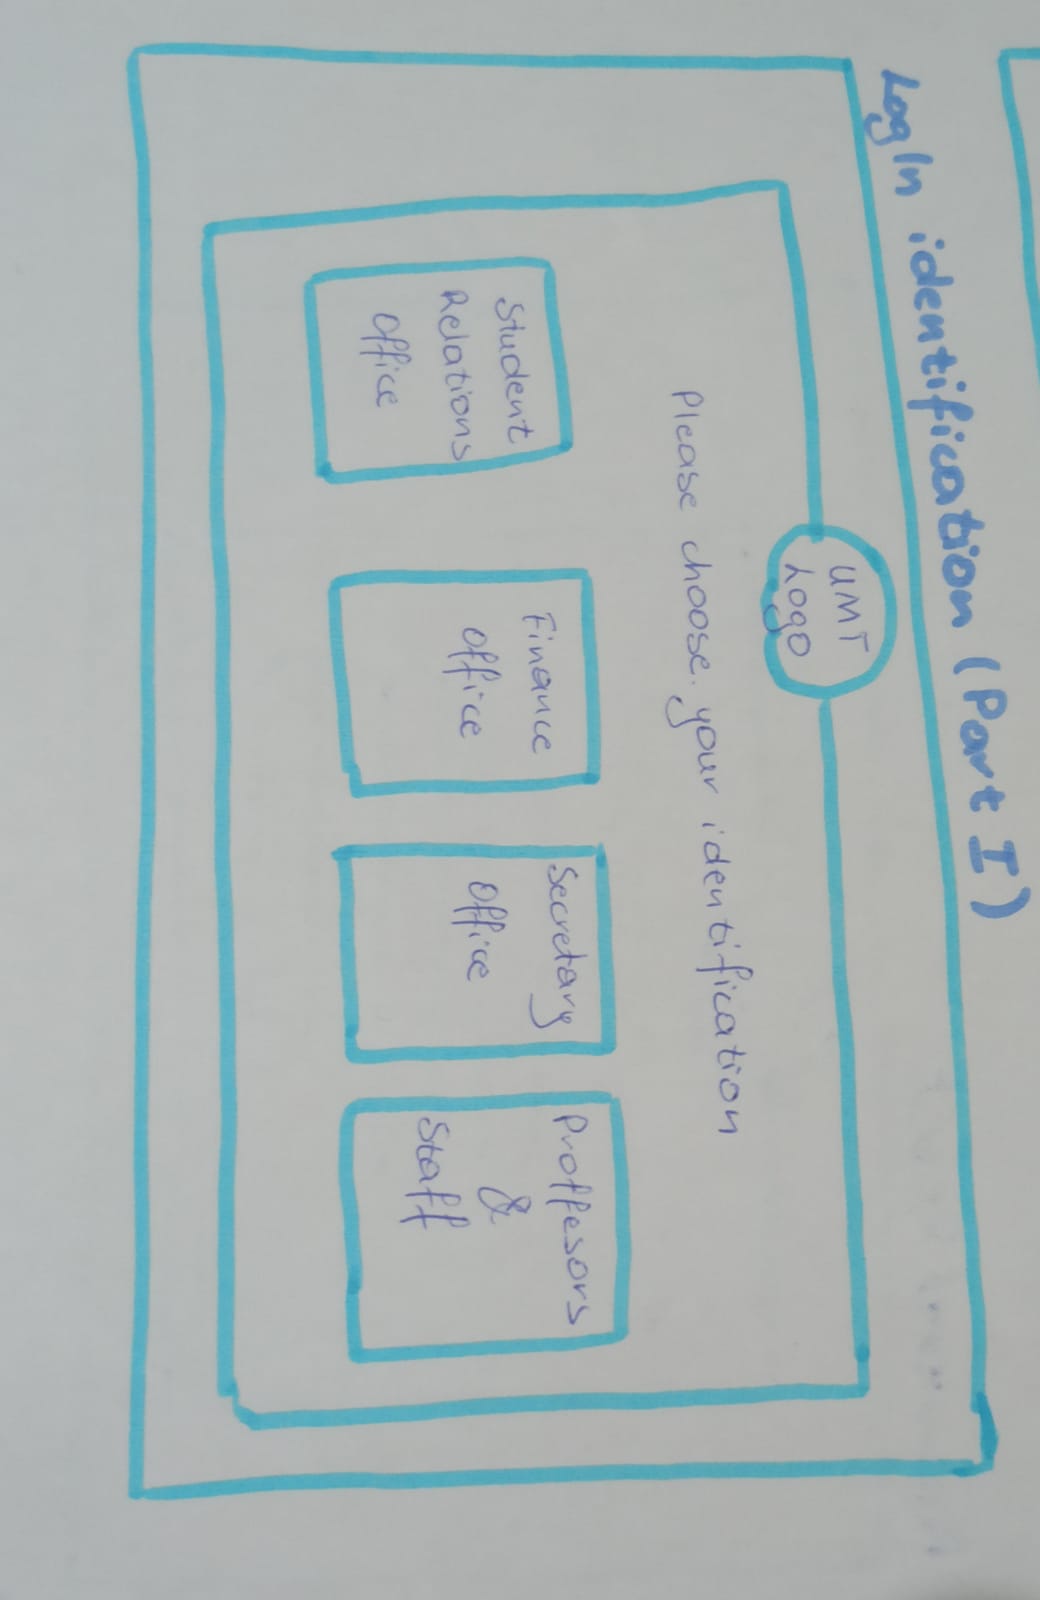 LogIn identification (Part I)
UMT
Logo
Please choose your identification
Student
Relations
Office
Finance
Office
Secretary
Office
Proffesors
&
Staff